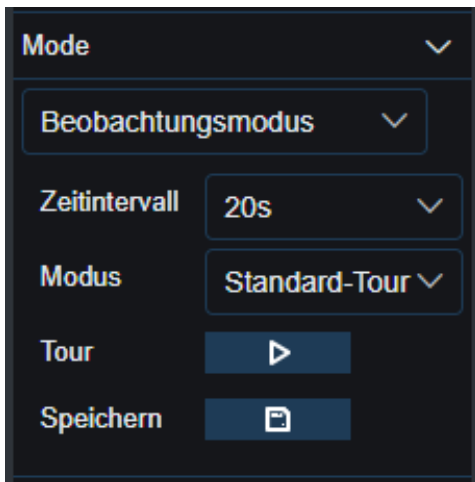 Mode
Beobachtungsmodus
Zeitintervall 20s
Modus Standard-Tour
Tour
Speichern